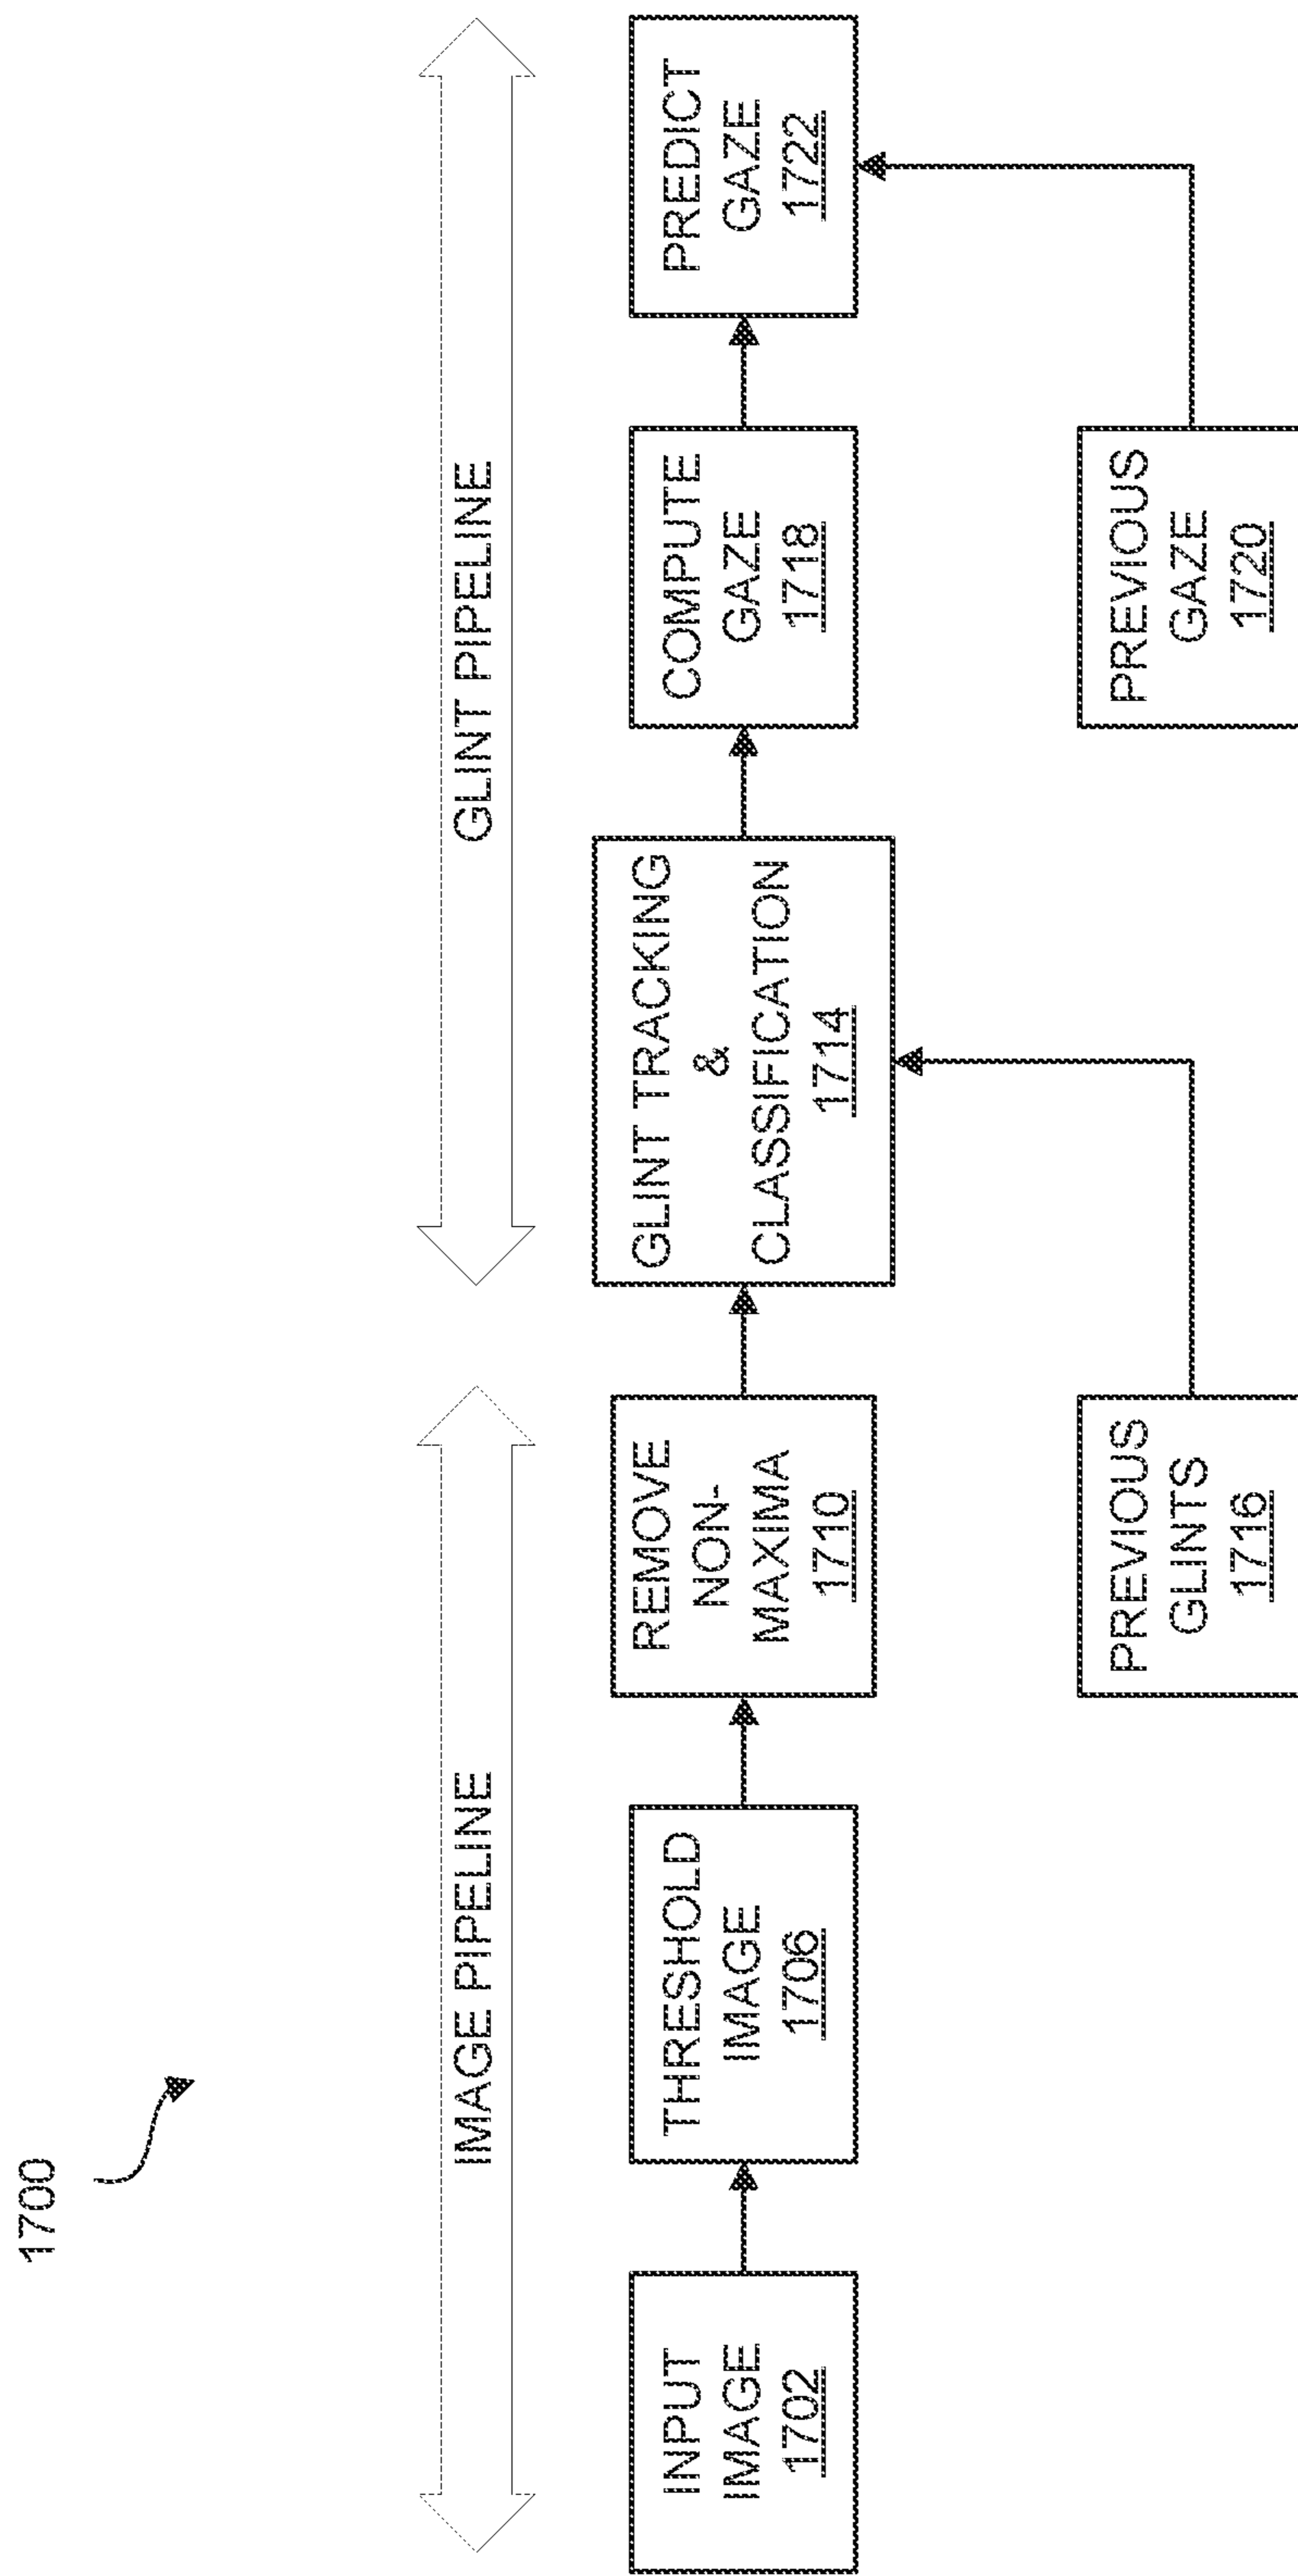 1700
IMAGE PIPELINE
GLINT PIPELINE
INPUT
IMAGE
1702
THRESHOLD
IMAGE
1706
REMOVE
NON-
MAXIMA
1710
GLINT TRACKING
&
CLASSIFICATION
1714
COMPUTE
GAZE
1718
PREDICT
GAZE
1722
PREVIOUS
GLINTS
1716
PREVIOUS
GAZE
1720